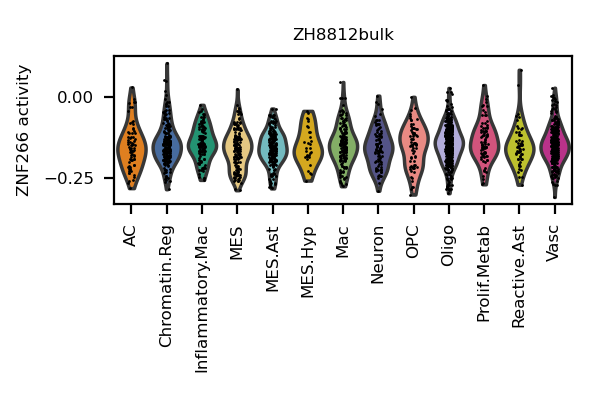 ZH8812bulk
ZNF266 activity
0.00
−0.25
AC
Chromatin.Reg
Inflammatory.Mac
MES
MES.Ast
MES.Hyp
Mac
Neuron
OPC
Oligo
Prolif.Metab
Reactive.Ast
Vasc